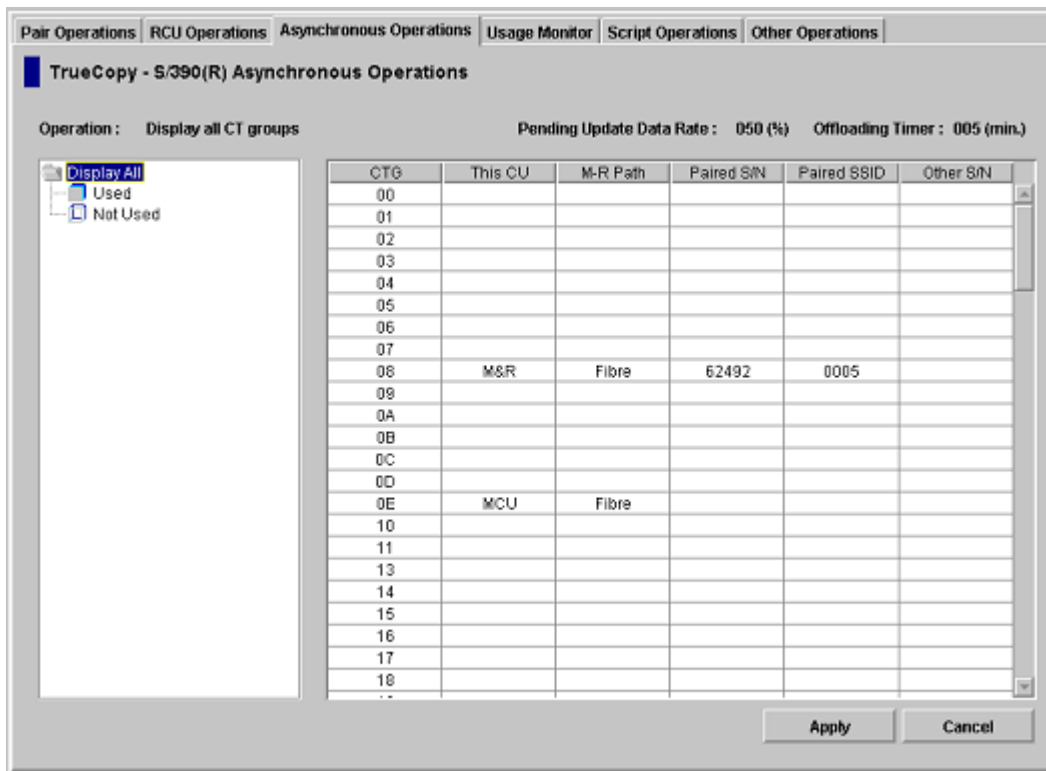 Pair Operations RCU Operations Asynchronous Operations Usage Monitor Script Operations Other Operations
TrueCopy - S/390(R) Asynchronous Operations
Operation : Display all CT groups Pending Update Data Rate : 050 (%) Offloading Timer : 005 (min.)
Display All
Used
Not Used
CTG This CU M-R Path Paired S/N Paired SSID Other S/N
00
01
02
03
04
05
06
07
08 M&R Fibre 62492 0005
09
0A
0B
0C
0D
0E MCU Fibre
10
11
13
14
15
16
17
18
Apply Cancel